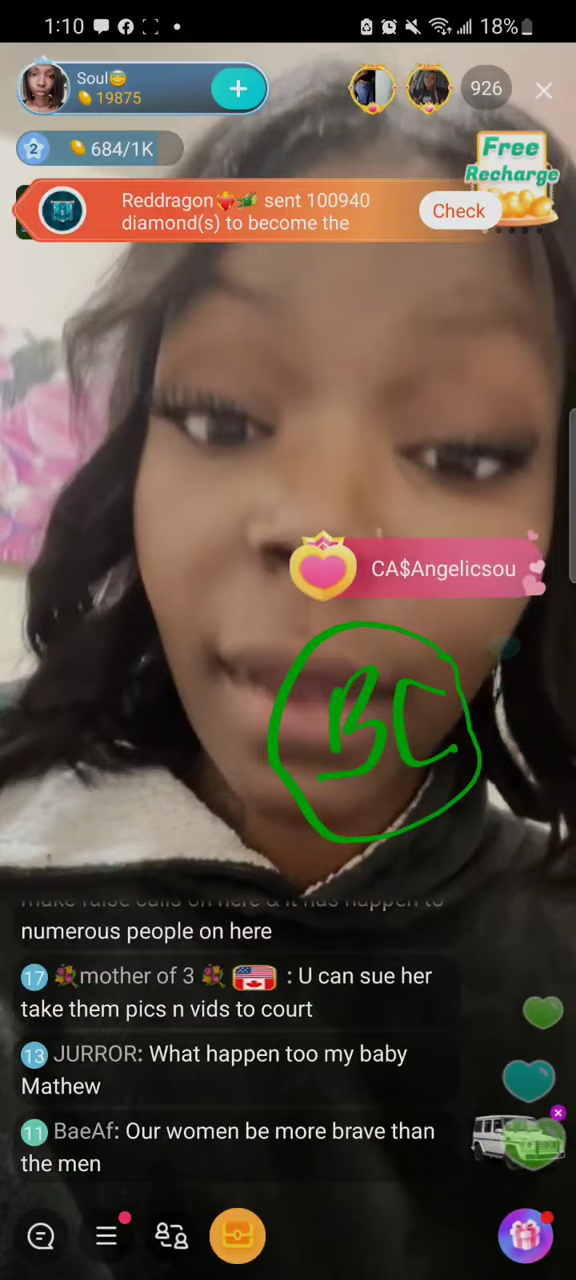 1:10
18%
Soul😇
19875
+
926
2
684/1K
Free
Recharge
Reddragon❤️‍🔥🐉 sent 100940
diamond(s) to become the
Check
CA$Angelicsou
BC
numerous people on here
17 💐mother of 3 💐 : U can sue her
take them pics n vids to court
13 JURROR: What happen too my baby
Mathew
11 BaeAf: Our women be more brave than
the men